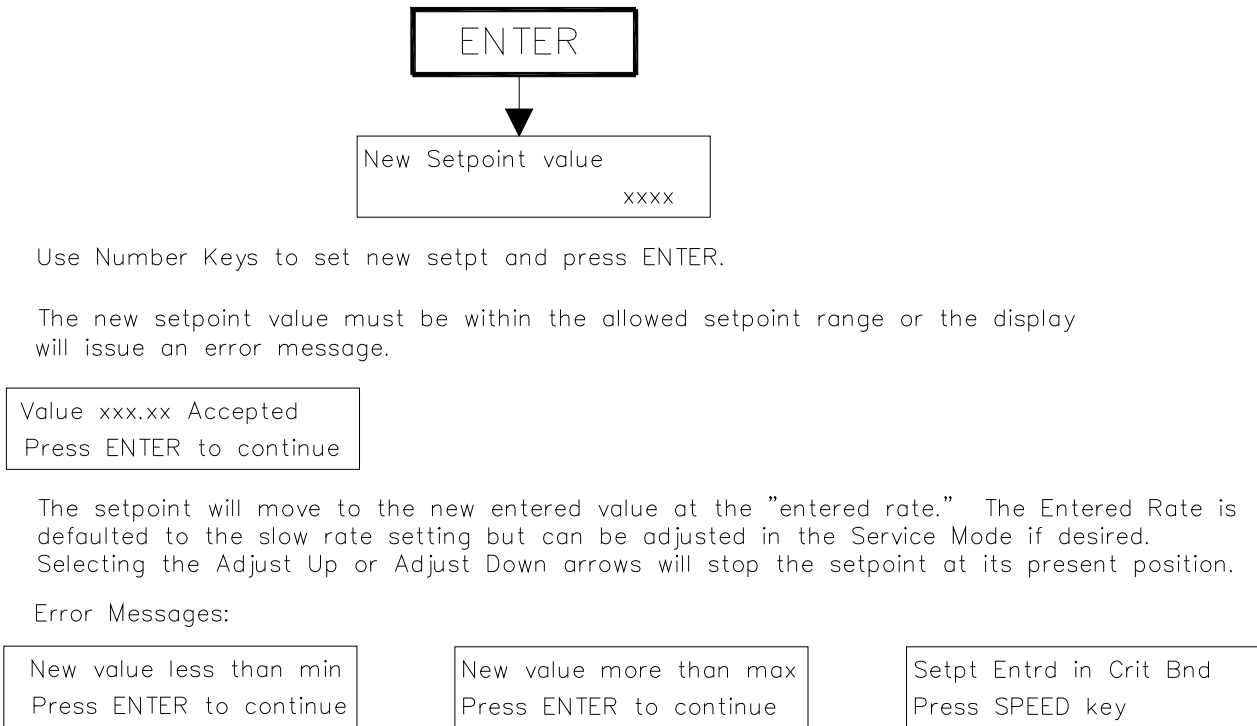 ENTER
New Setpoint value
xxxx
Use Number Keys to set new setpt and press ENTER.
The new setpoint value must be within the allowed setpoint range or the display
will issue an error message.
Value xxx.xx Accepted
Press ENTER to continue
The setpoint will move to the new entered value at the "entered rate." The Entered Rate is
defaulted to the slow rate setting but can be adjusted in the Service Mode if desired.
Selecting the Adjust Up or Adjust Down arrows will stop the setpoint at its present position.
Error Messages:
New value less than min
Press ENTER to continue
New value more than max
Press ENTER to continue
Setpt Entrd in Crit Bnd
Press SPEED key